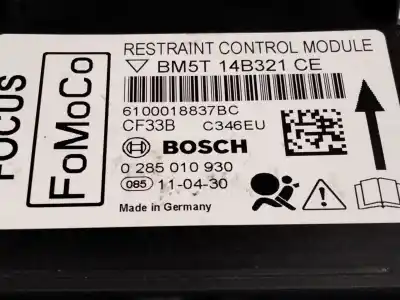 FOCUS
FoMoCo
RESTRAINT CONTROL MODULE
BM5T 14B321 CE
6100018837BC
CF33B C346EU
BOSCH
0 285 010 930
085 11-04-30
Made in Germany